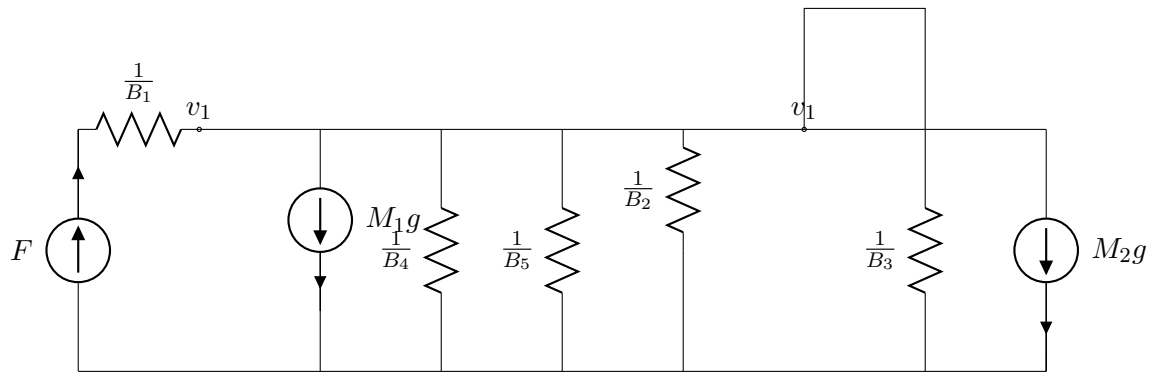 1/B₁
v₁
v₁
1/B₂
M₁g
F
1/B₄
1/B₅
1/B₃
M₂g